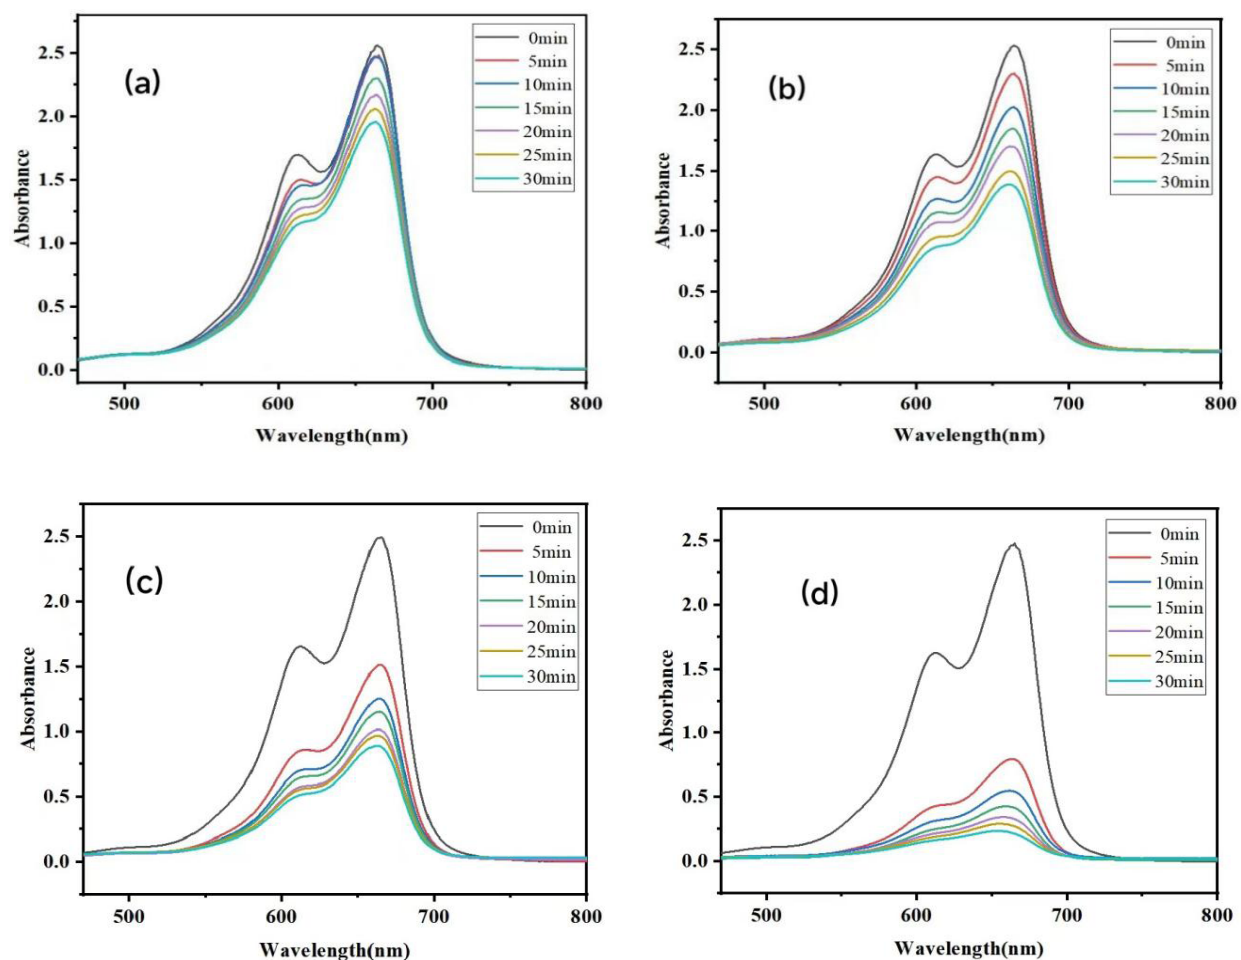 (a)
0min
5min
10min
15min
20min
25min
30min
Absorbance
2.5
2.0
1.5
1.0
0.5
0.0
500 600 700 800
Wavelength(nm)
(b)
0min
5min
10min
15min
20min
25min
30min
Absorbance
2.5
2.0
1.5
1.0
0.5
0.0
500 600 700 800
Wavelength(nm)
(c)
0min
5min
10min
15min
20min
25min
30min
Absorbance
2.5
2.0
1.5
1.0
0.5
0.0
500 600 700 800
Wavelength(nm)
(d)
0min
5min
10min
15min
20min
25min
30min
Absorbance
2.5
2.0
1.5
1.0
0.5
0.0
500 600 700 800
Wavelength(nm)